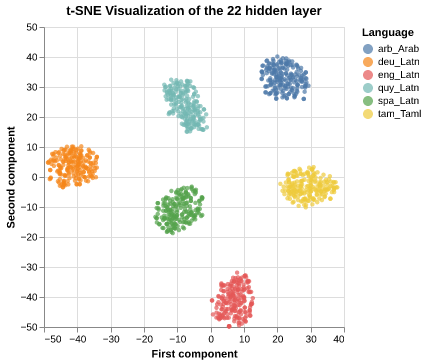 t-SNE Visualization of the 22 hidden layer
Language
arb_Arab
deu_Latn
eng_Latn
quy_Latn
spa_Latn
tam_Taml
Second component
50
40
30
20
10
0
−10
−20
−30
−40
−50
−50 −40 −30 −20 −10 0 10 20 30 40
First component